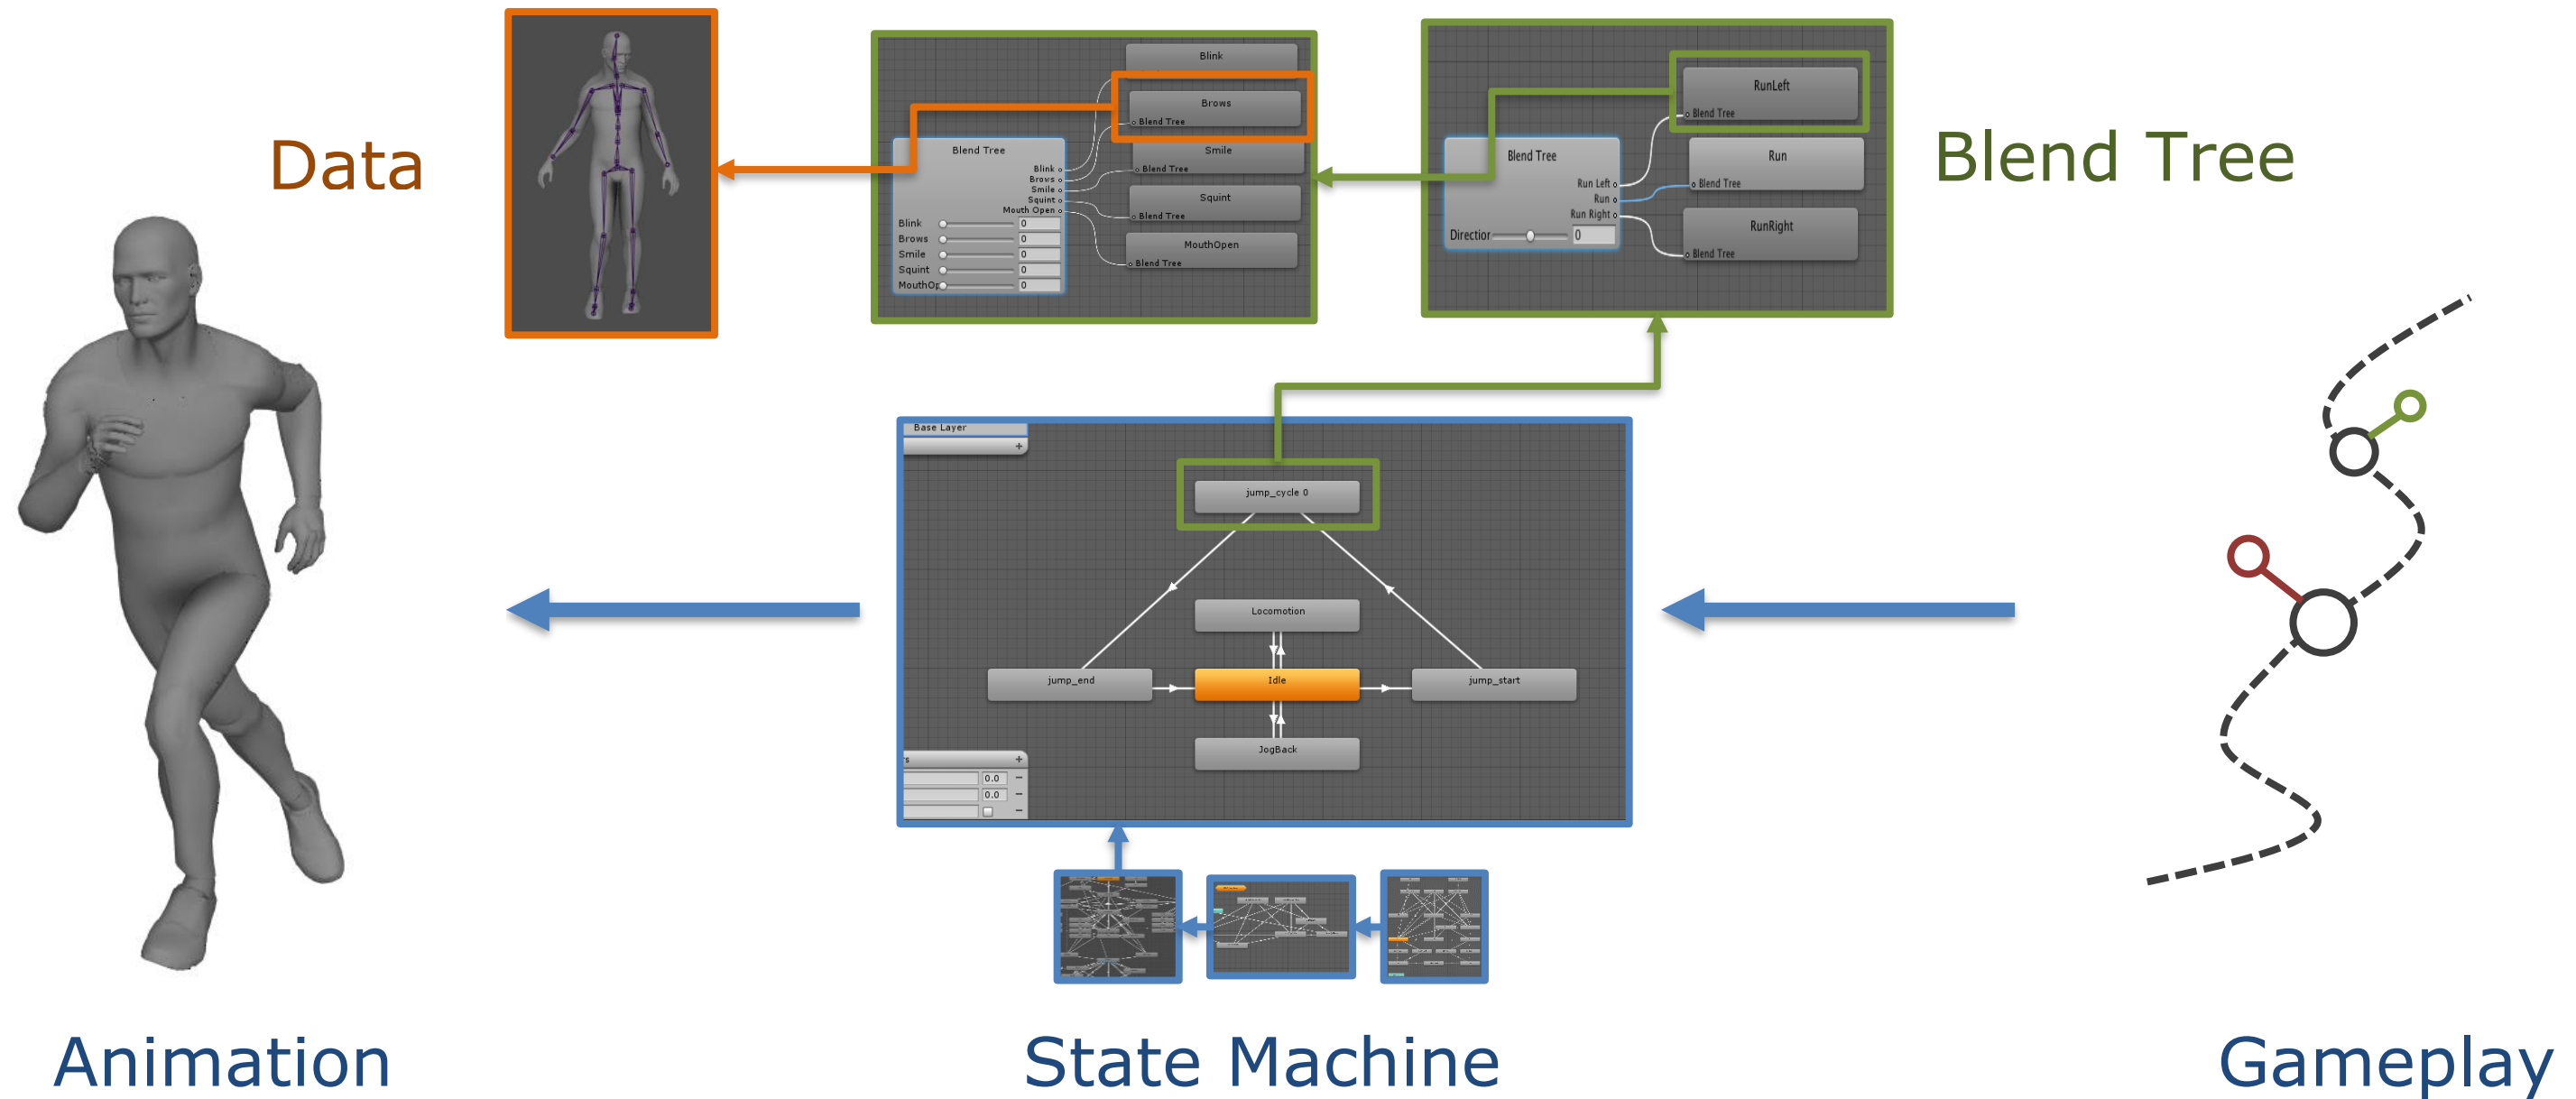 Data
Blend Tree
Blink
Brows
Smile
Squint
Mouth Open
Blink 0
Brows 0
Smile 0
Squint 0
MouthOp 0
Blink
Brows
Blend Tree
Smile
Blend Tree
Squint
Blend Tree
MouthOpen
Blend Tree
Blend Tree
Run Left
Run
Run Right
Direction 0
RunLeft
Blend Tree
Run
Blend Tree
RunRight
Blend Tree
Blend Tree
Base Layer
+
jump_cycle 0
Locomotion
jump_end
Idle
jump_start
JogBack
s +
0.0 −
0.0 −
−
Animation
State Machine
Gameplay